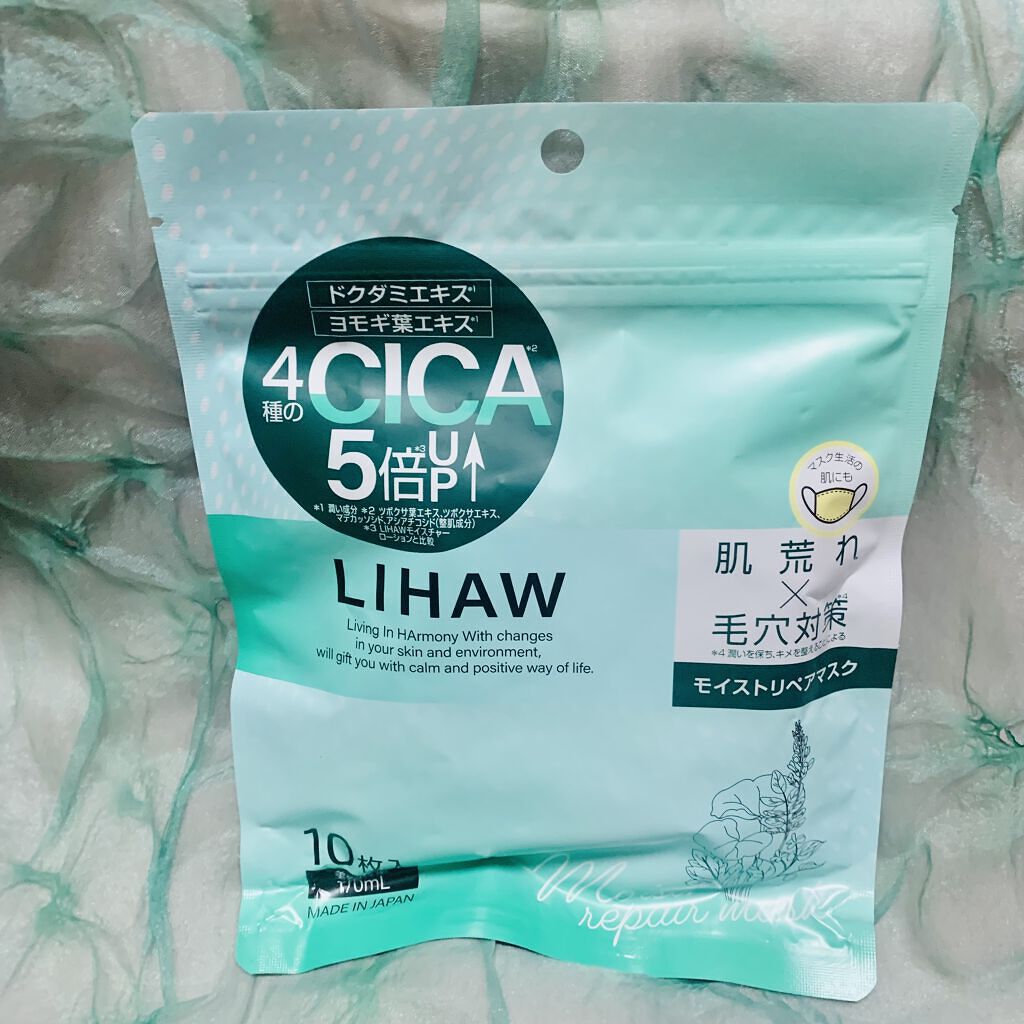 ドクダミエキス*1
ヨモギ葉エキス*1
4種のCICA*2
5倍*3UP↑
*1 潤い成分 *2 ツボクサ葉エキス、ツボクサエキス、
マデカッソシド、アシアチコシド(整肌成分)
*3 LIHAWモイスチャー
ローションと比較
マスク生活の
肌にも
肌荒れ
×
毛穴対策*4
*4 潤いを保ち、キメを整えることによる
モイストリペアマスク
LIHAW
Living In HArmony With changes
in your skin and environment,
will gift you with calm and positive way of life.
10枚入
170mL
MADE IN JAPAN
repair mask